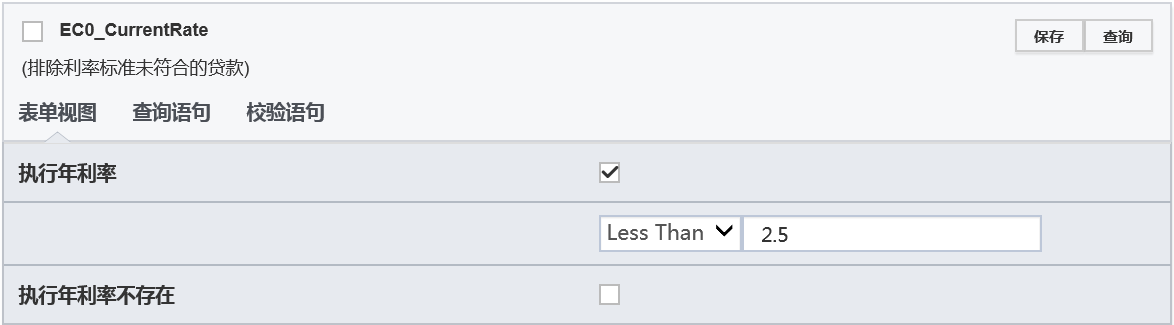 EC0_CurrentRate
保存 查询
(排除利率标准未符合的贷款)
表单视图 查询语句 校验语句
执行年利率
Less Than 2.5
执行年利率不存在